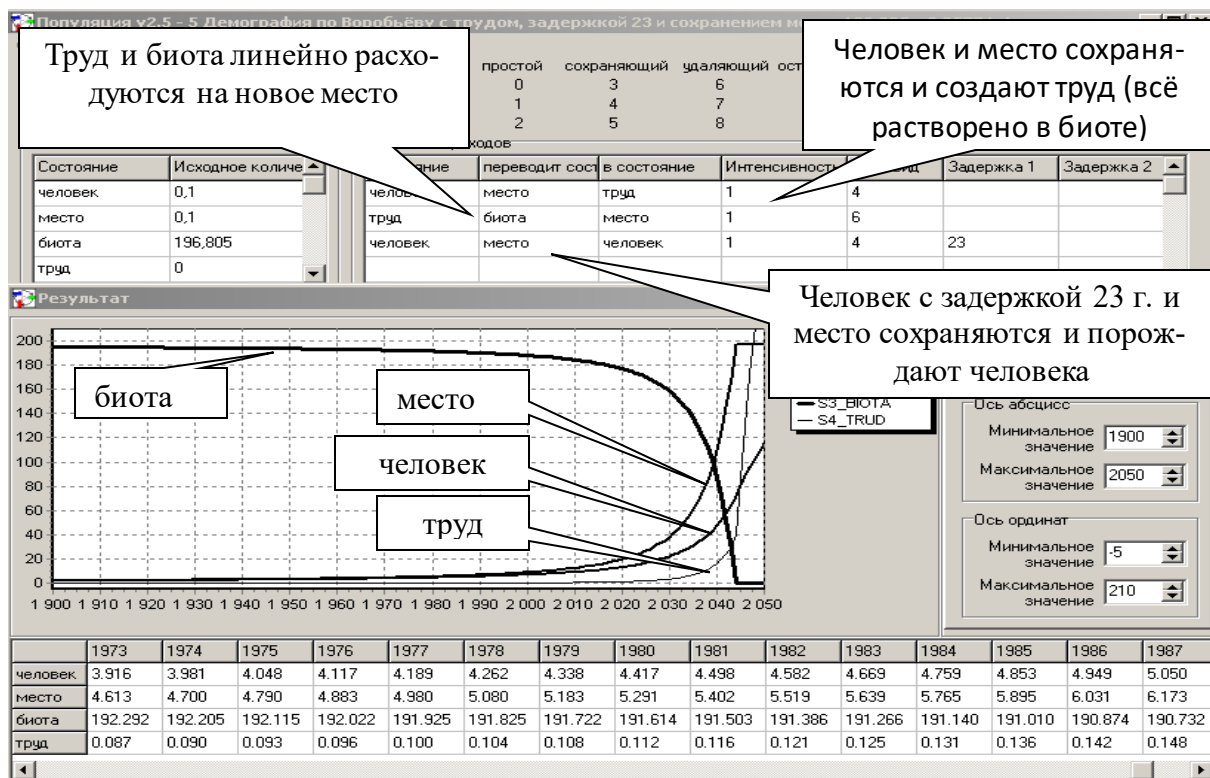 Популяция v2.5 - 5 Демография по Воробьёву с трудом, задержкой 23 и сохранением
Труд и биота линейно расхо-
дуются на новое место
простой сохраняющий удаляющий
0 3 6
1 4 7
2 5 8
Человек и место сохраня-
ются и создают труд (всё
растворено в биоте)
Состояние Исходное количе
человек 0,1
место 0,1
биота 196,805
труд 0
переводит сост в состояние Интенсивность Задержка 1 Задержка 2
место труд 1 4
труд биота место 1 6
человек место человек 1 4 23
Человек с задержкой 23 г. и
место сохраняются и порож-
дают человека
Результат
200
180
160
140
120
100
80
60
40
20
0
биота
место
человек
труд
1 900 1 910 1 920 1 930 1 940 1 950 1 960 1 970 1 980 1 990 2 000 2 010 2 020 2 030 2 040 2 050
S3_BIOTA
S4_TRUD
Ось абсцисс
Минимальное
значение 1900
Максимальное
значение 2050
Ось ординат
Минимальное
значение -5
Максимальное
значение 210
1973 1974 1975 1976 1977 1978 1979 1980 1981 1982 1983 1984 1985 1986 1987
человек 3.916 3.981 4.048 4.117 4.189 4.262 4.338 4.417 4.498 4.582 4.669 4.759 4.853 4.949 5.050
место 4.613 4.700 4.790 4.883 4.980 5.080 5.183 5.291 5.402 5.519 5.639 5.765 5.895 6.031 6.173
биота 192.292 192.205 192.115 192.022 191.925 191.825 191.722 191.614 191.503 191.386 191.266 191.140 191.010 190.874 190.732
труд 0.087 0.090 0.093 0.096 0.100 0.104 0.108 0.112 0.116 0.121 0.125 0.131 0.136 0.142 0.148